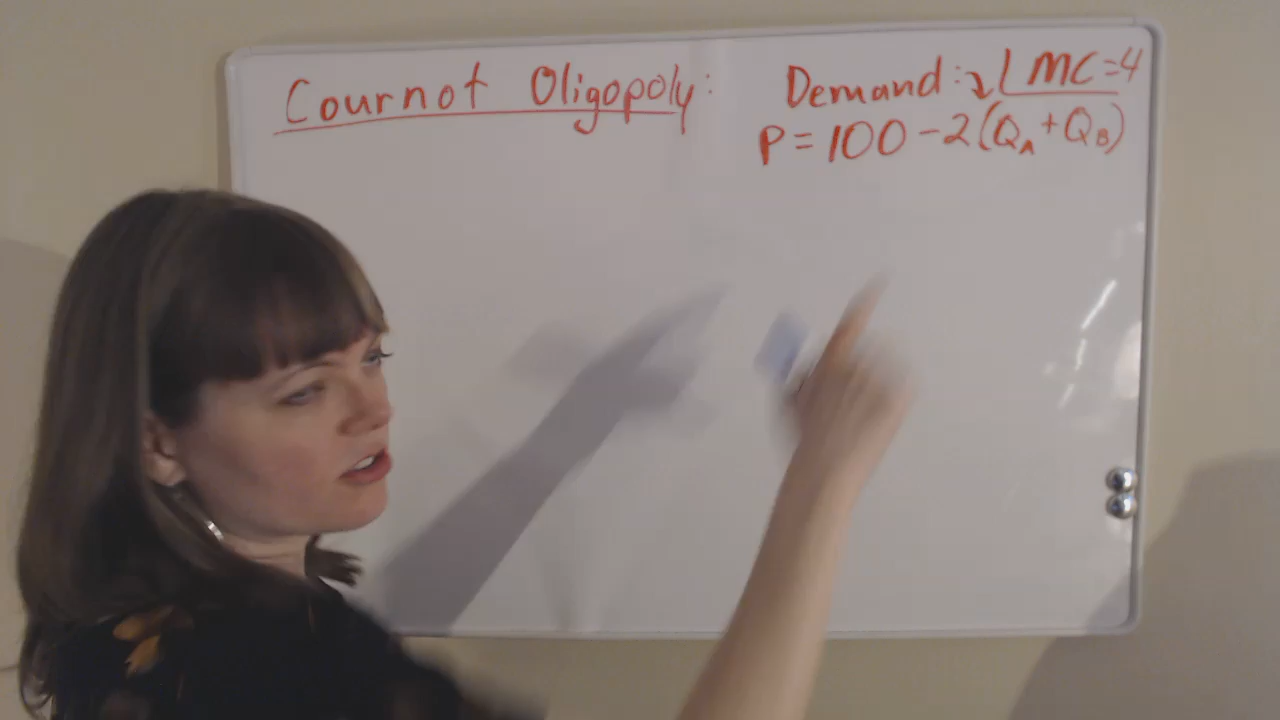 Cournot Oligopoly:
Demand: ↴ MC=4
P = 100 - 2(QA + QB)